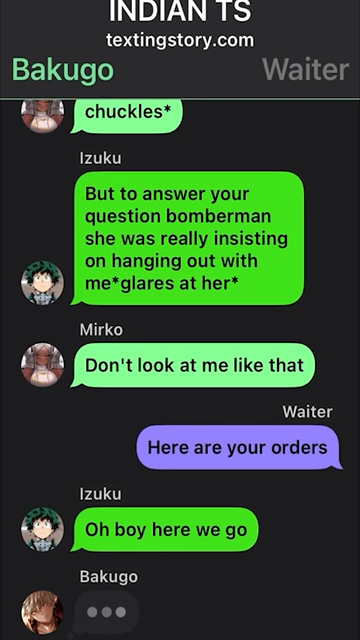 INDIAN TS
textingstory.com
Bakugo Waiter
chuckles*
Izuku
But to answer your
question bomberman
she was really insisting
on hanging out with
me*glares at her*
Mirko
Don't look at me like that
Waiter
Here are your orders
Izuku
Oh boy here we go
Bakugo